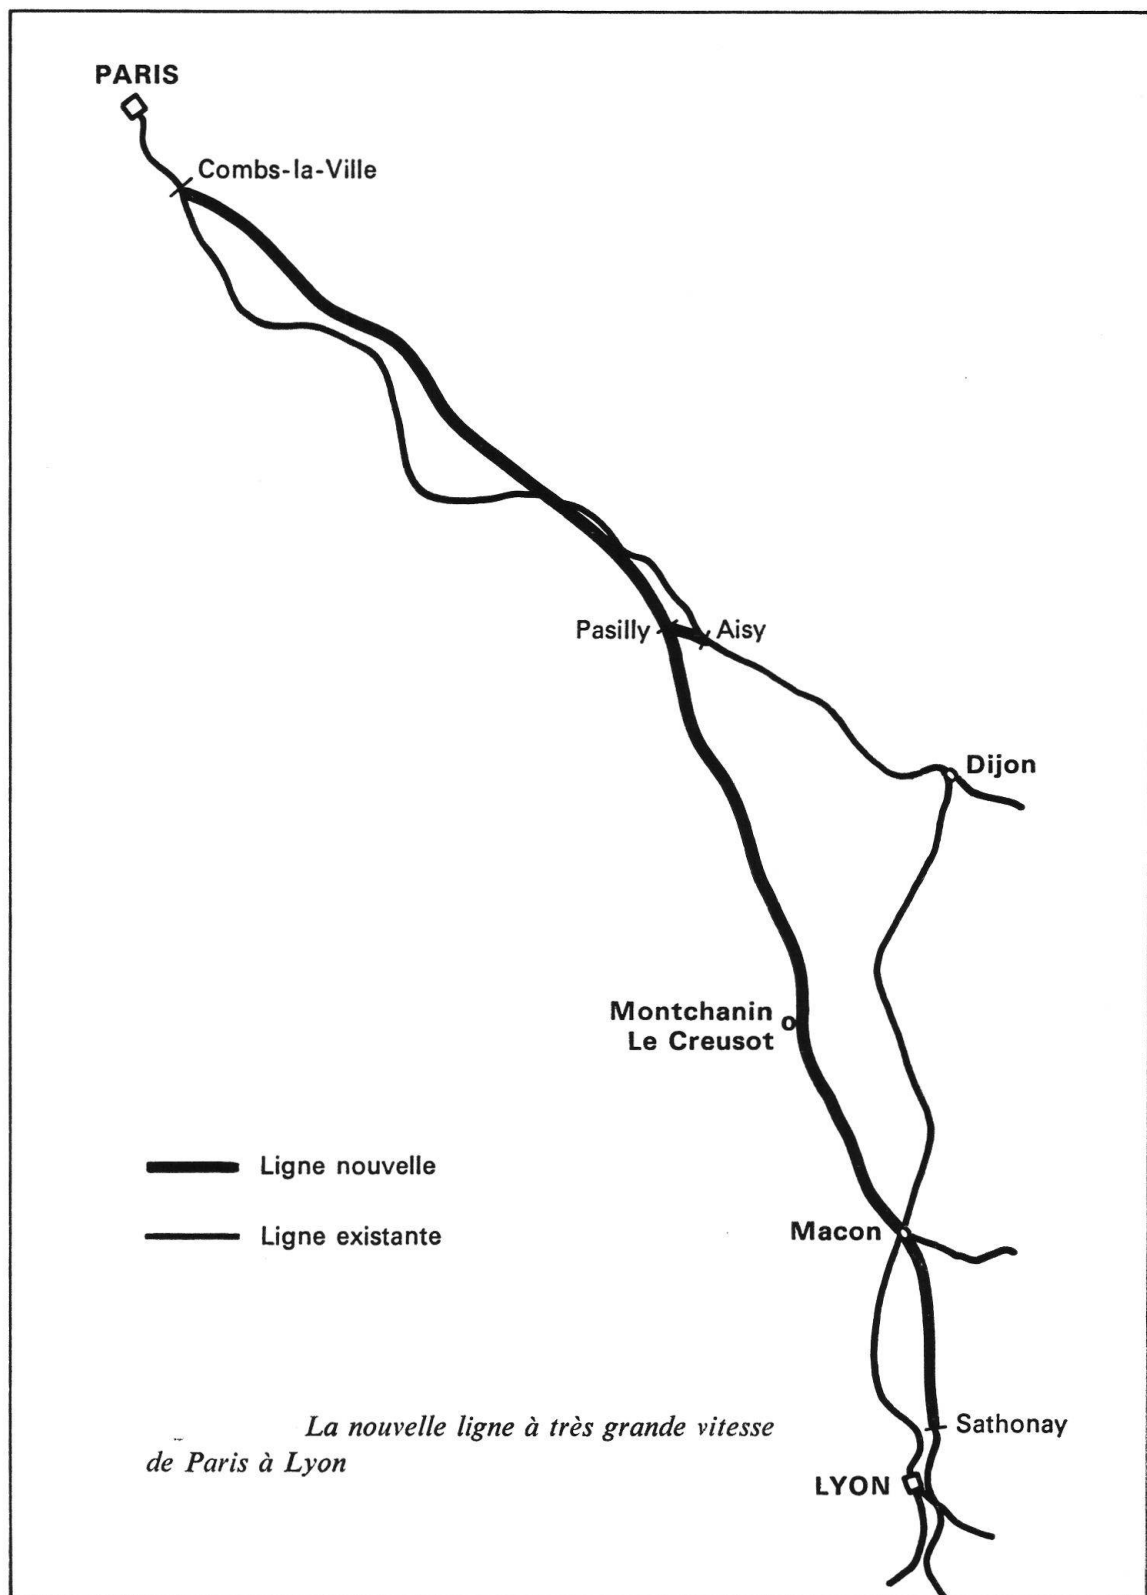 PARIS
Combs-la-Ville
Pasilly
Aisy
Dijon
Montchanin
Le Creusot
Ligne nouvelle
Ligne existante
Macon
La nouvelle ligne à très grande vitesse
de Paris à Lyon
Sathonay
LYON